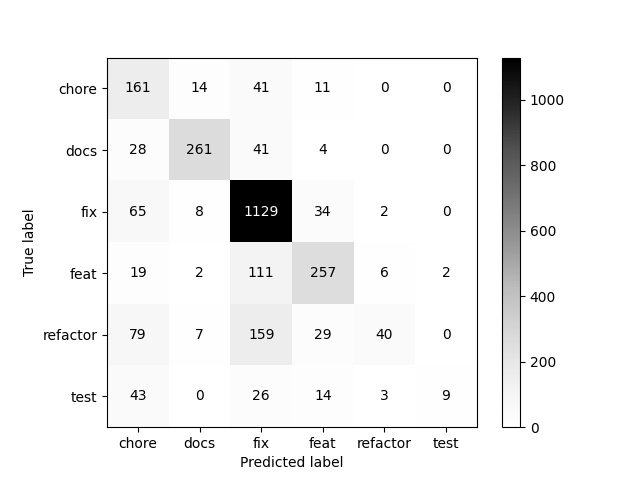 chore 161 14 41 11 0 0
docs 28 261 41 4 0 0
fix 65 8 1129 34 2 0
feat 19 2 111 257 6 2
refactor 79 7 159 29 40 0
test 43 0 26 14 3 9
chore docs fix feat refactor test
Predicted label
True label
1000
800
600
400
200
0